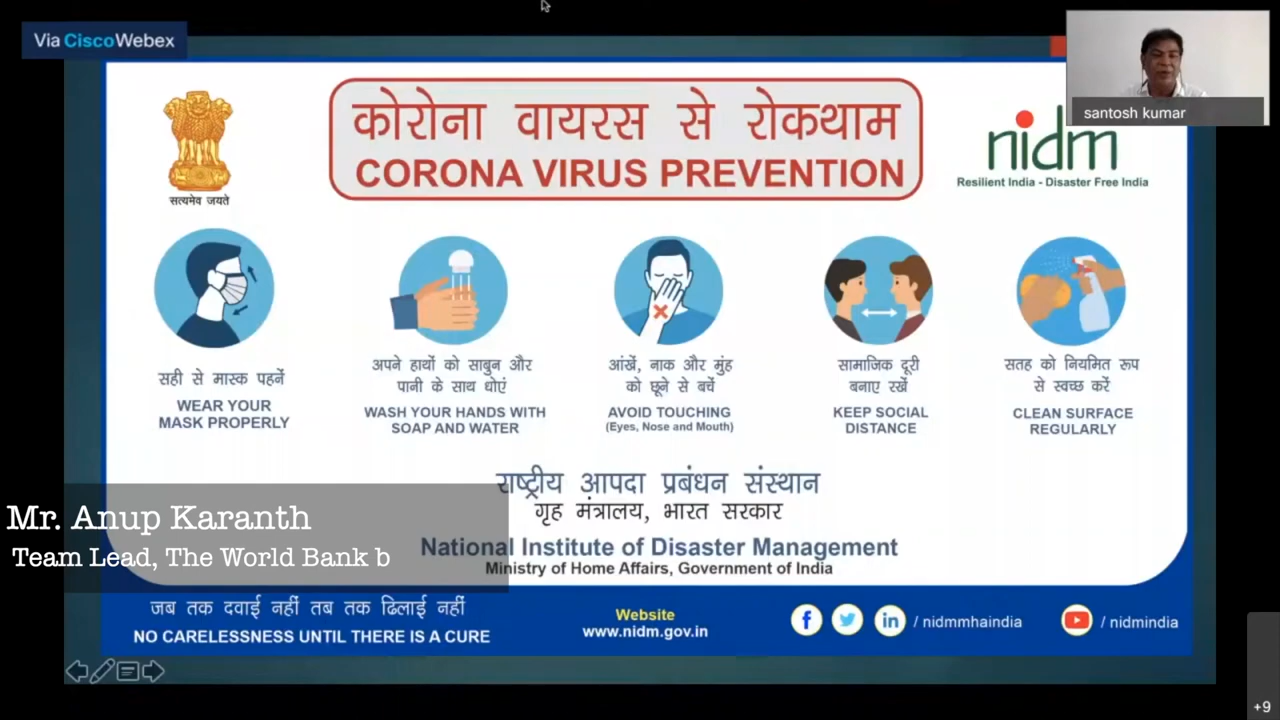 Via CiscoWebex
santosh kumar
सत्यमेव जयते
कोरोना वायरस से रोकथाम
CORONA VIRUS PREVENTION
nidm
Resilient India - Disaster Free India
सही से मास्क पहनें
WEAR YOUR
MASK PROPERLY
अपने हाथों को साबुन और
पानी के साथ धोएं
WASH YOUR HANDS WITH
SOAP AND WATER
आंखें, नाक और मुंह
को छूने से बचें
AVOID TOUCHING
(Eyes, Nose and Mouth)
सामाजिक दूरी
बनाए रखें
KEEP SOCIAL
DISTANCE
सतह को नियमित रूप
से स्वच्छ करें
CLEAN SURFACE
REGULARLY
राष्ट्रीय आपदा प्रबंधन संस्थान
गृह मंत्रालय, भारत सरकार
National Institute of Disaster Management
Ministry of Home Affairs, Government of India
Mr. Anup Karanth
Team Lead, The World Bank b
जब तक दवाई नहीं तब तक ढिलाई नहीं
NO CARELESSNESS UNTIL THERE IS A CURE
Website
www.nidm.gov.in
/ nidmmhaindia
/ nidmindia
+9